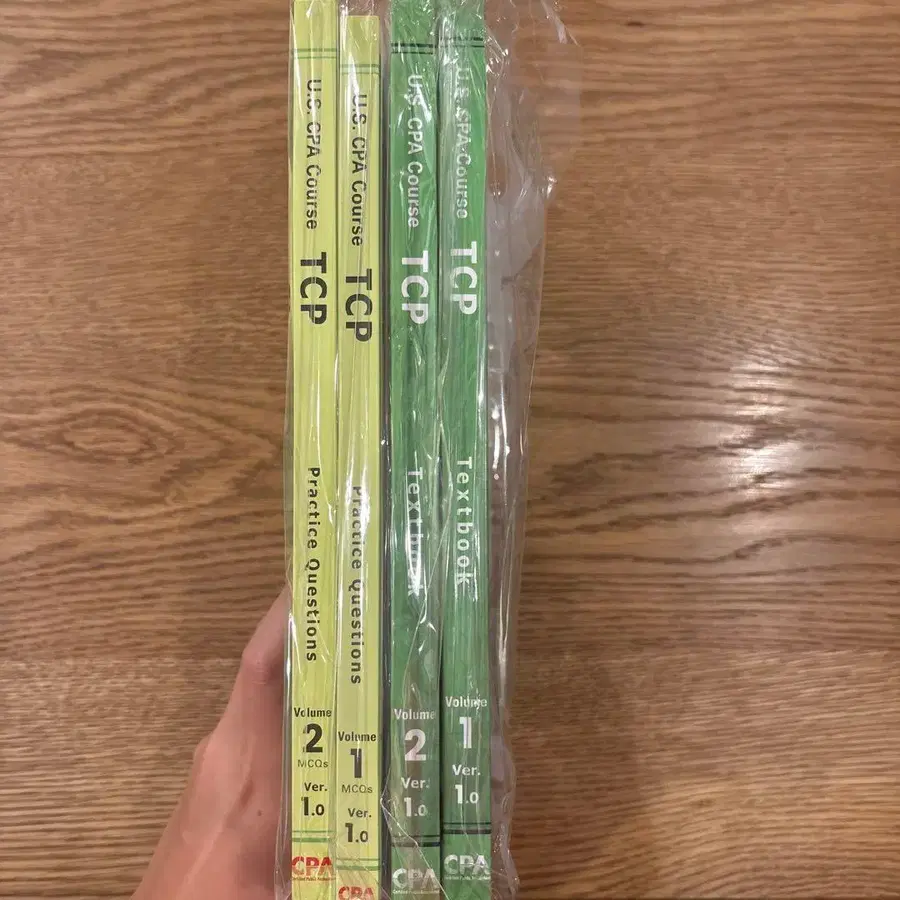 U.S. CPA Course
TCP
Practice Questions
Volume
2
MCQs
Ver.
1.0
CPA
U.S. CPA Course
TCP
Practice Questions
Volume
1
MCQs
Ver.
1.0
CPA
U.S. CPA Course
TCP
Textbook
Volume
2
Ver.
1.0
CPA
U.S. CPA Course
TCP
Textbook
Volume
1
Ver.
1.0
CPA